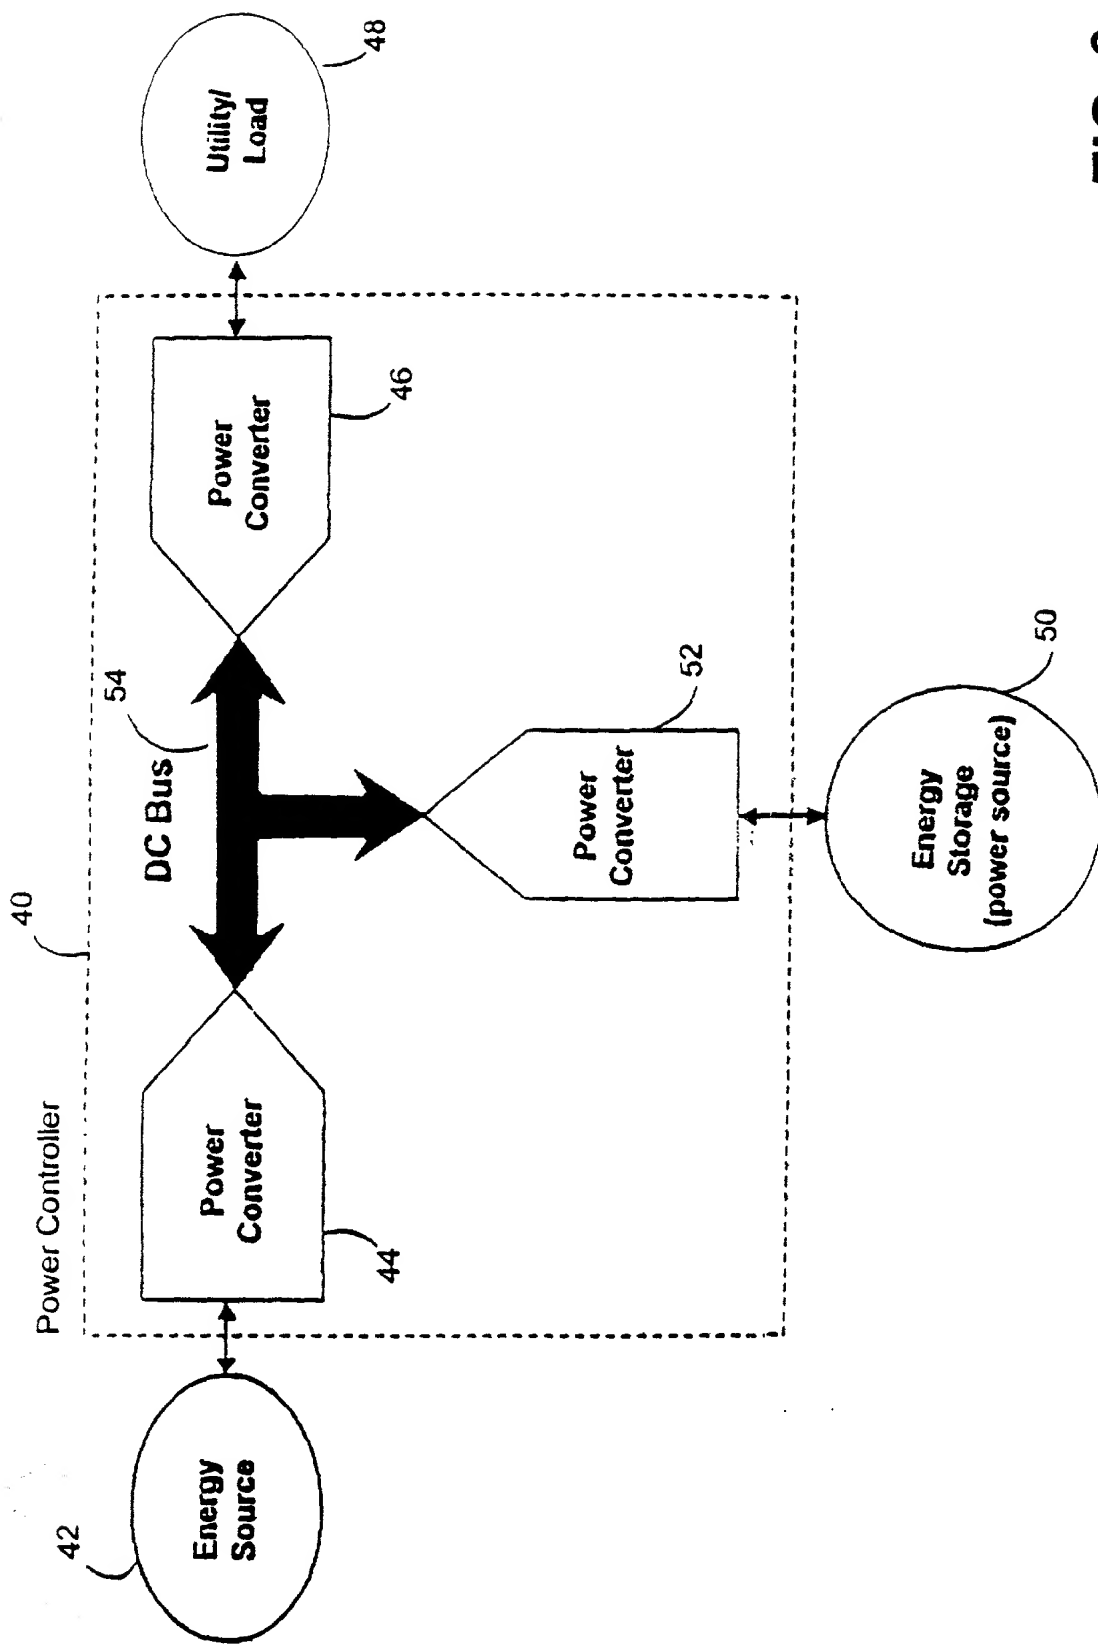 Power Controller
40
DC Bus
54
42
Energy
Source
Power
Converter
44
Power
Converter
46
Utility/
Load
48
Power
Converter
52
Energy
Storage
(power source)
50